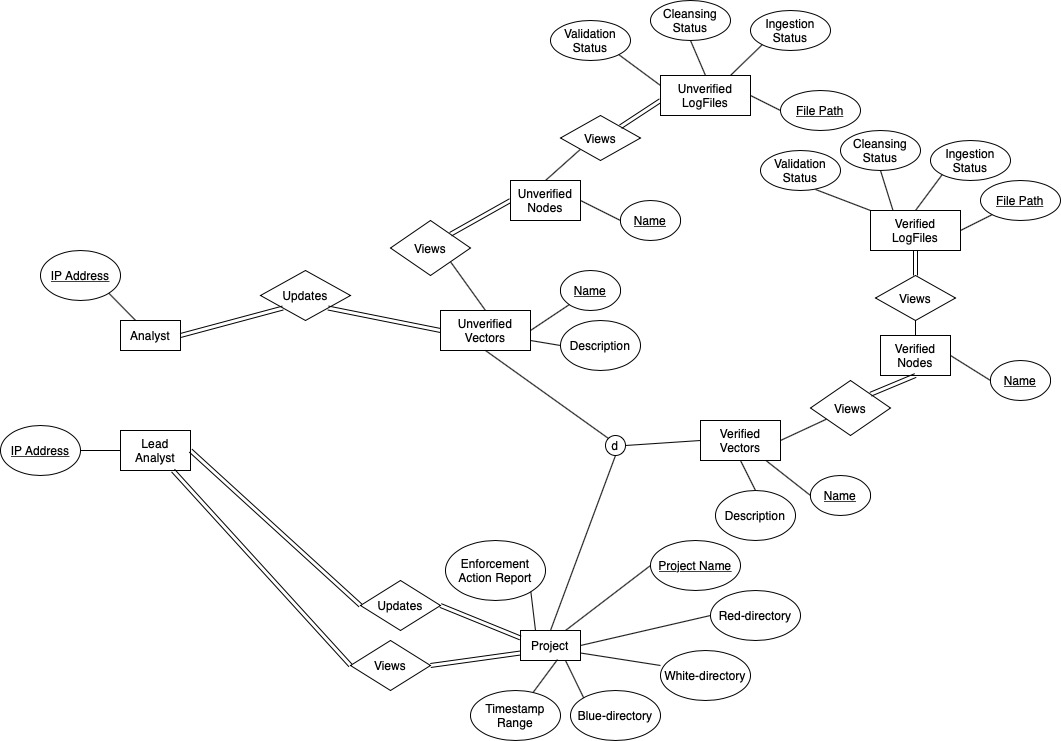 Validation
Status
Cleansing
Status
Ingestion
Status
Unverified
LogFiles
File Path
Views
Validation
Status
Cleansing
Status
Ingestion
Status
File Path
Verified
LogFiles
Unverified
Nodes
Name
Views
IP Address
Updates
Analyst
Unverified
Vectors
Name
Description
Views
Verified
Nodes
Name
Views
IP Address
Lead
Analyst
d
Verified
Vectors
Name
Description
Enforcement
Action Report
Project Name
Updates
Red-directory
Views
Project
White-directory
Timestamp
Range
Blue-directory